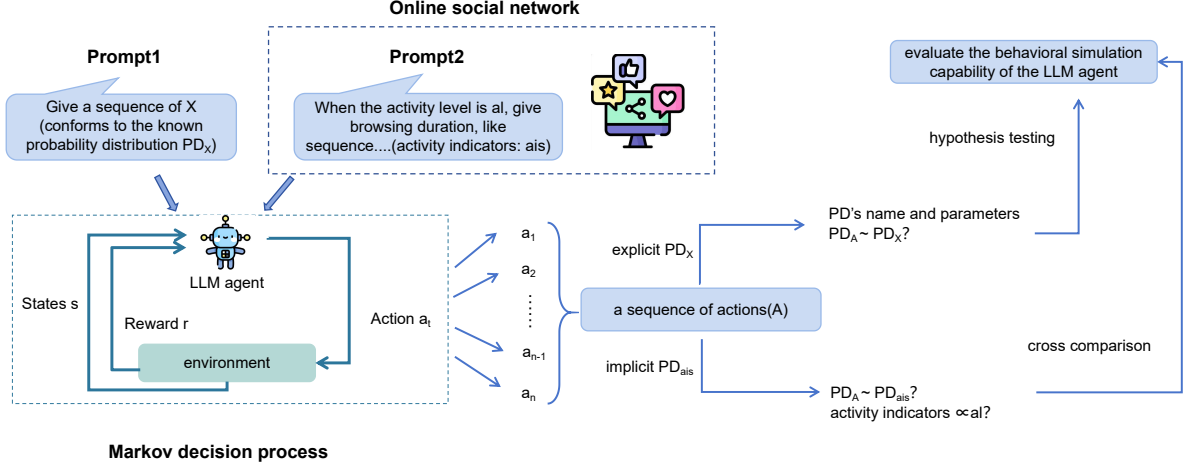 Online social network
Prompt1
Prompt2
Give a sequence of X
(conforms to the known
probability distribution PDX)
When the activity level is al, give
browsing duration, like
sequence....(activity indicators: ais)
evaluate the behavioral simulation
capability of the LLM agent
hypothesis testing
LLM agent
States s
Reward r
environment
Action at
a1
a2
......
an-1
an
explicit PDX
a sequence of actions(A)
implicit PDais
PD's name and parameters
PDA ~ PDX?
cross comparison
PDA ~ PDais?
activity indicators ∝al?
Markov decision process